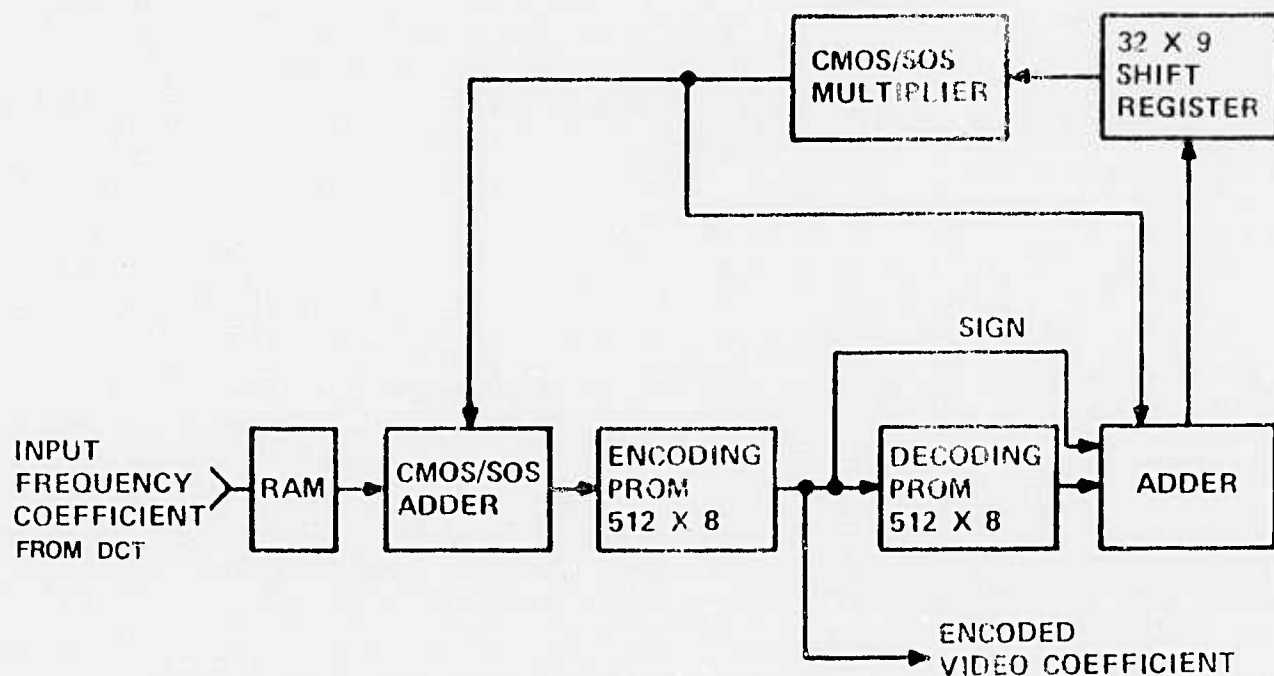 CMOS/SOS
MULTIPLIER
32 X 9
SHIFT
REGISTER
SIGN
INPUT
FREQUENCY
COEFFICIENT
FROM DCT
RAM
CMOS/SOS
ADDER
ENCODING
PROM
512 X 8
DECODING
PROM
512 X 8
ADDER
ENCODED
VIDEO COEFFICIENT